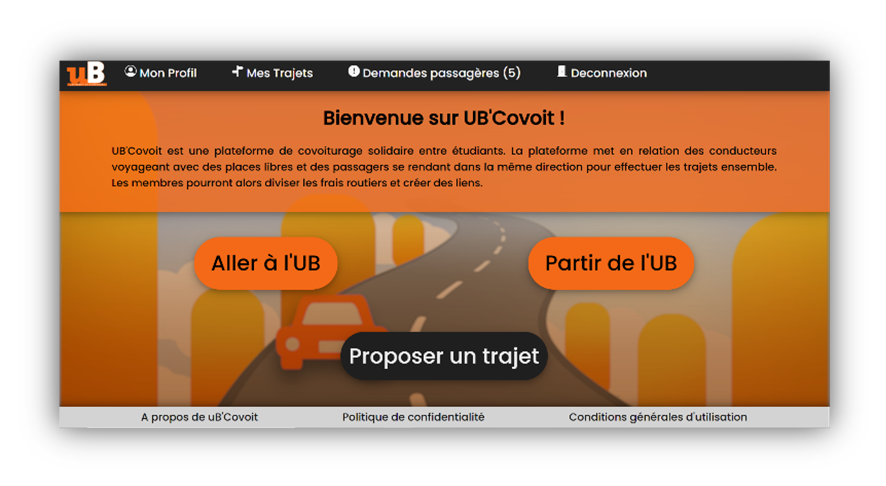 uB Mon Profil Mes Trajets Demandes passagères (5) Deconnexion
Bienvenue sur UB'Covoit !
UB'Covoit est une plateforme de covoiturage solidaire entre étudiants. La plateforme met en relation des conducteurs
voyageant avec des places libres et des passagers se rendant dans la même direction pour effectuer les trajets ensemble.
Les membres pourront alors diviser les frais routiers et créer des liens.
Aller à l'UB Partir de l'UB
Proposer un trajet
A propos de uB'Covoit Politique de confidentialité Conditions générales d'utilisation